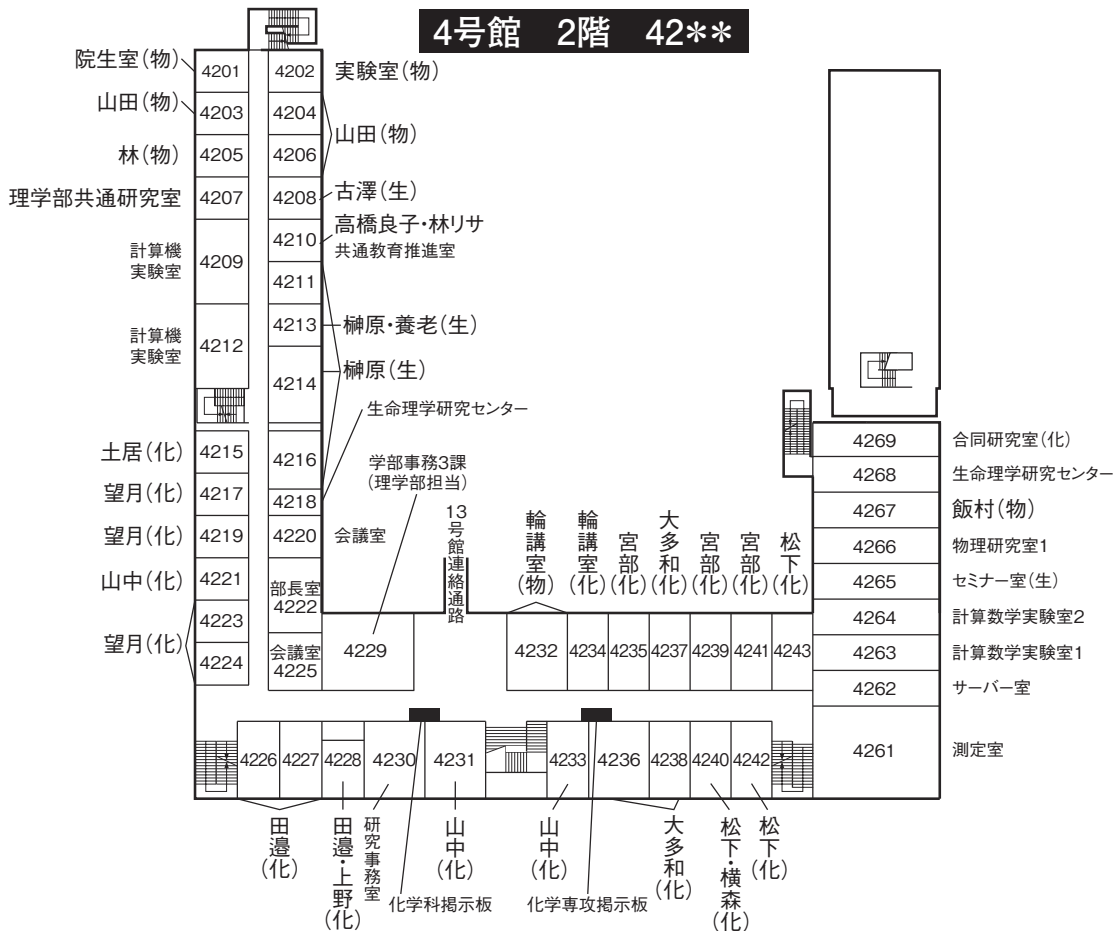 4号館　2階　42**
院生室(物)
4201
4202
実験室(物)
山田(物)
4203
4204
山田(物)
林(物)
4205
4206
理学部共通研究室
4207
4208
古澤(生)
高橋良子・林リサ
4210
共通教育推進室
計算機
実験室
4209
4211
4213
榊原・養老(生)
計算機
実験室
4212
4214
榊原(生)
生命理学研究センター
土居(化)
4215
4216
学部事務3課
(理学部担当)
望月(化)
4217
4218
望月(化)
4219
4220
会議室
13号館連絡通路
山中(化)
4221
部長室
4222
望月(化)
4223
4224
会議室
4225
4229
輪講室(物)
輪講室(化)
宮部(化)
大多和(化)
宮部(化)
宮部(化)
松下(化)
4232
4234
4235
4237
4239
4241
4243
4269
合同研究室(化)
4268
生命理学研究センター
4267
飯村(物)
4266
物理研究室1
4265
セミナー室(生)
4264
計算数学実験室2
4263
計算数学実験室1
4262
サーバー室
4261
測定室
4226
4227
4228
4230
4231
4233
4236
4238
4240
4242
田邉(化)
田邉・上野(化)
研究事務室
化学科掲示板
山中(化)
山中(化)
化学専攻掲示板
大多和(化)
松下・横森(化)
松下(化)